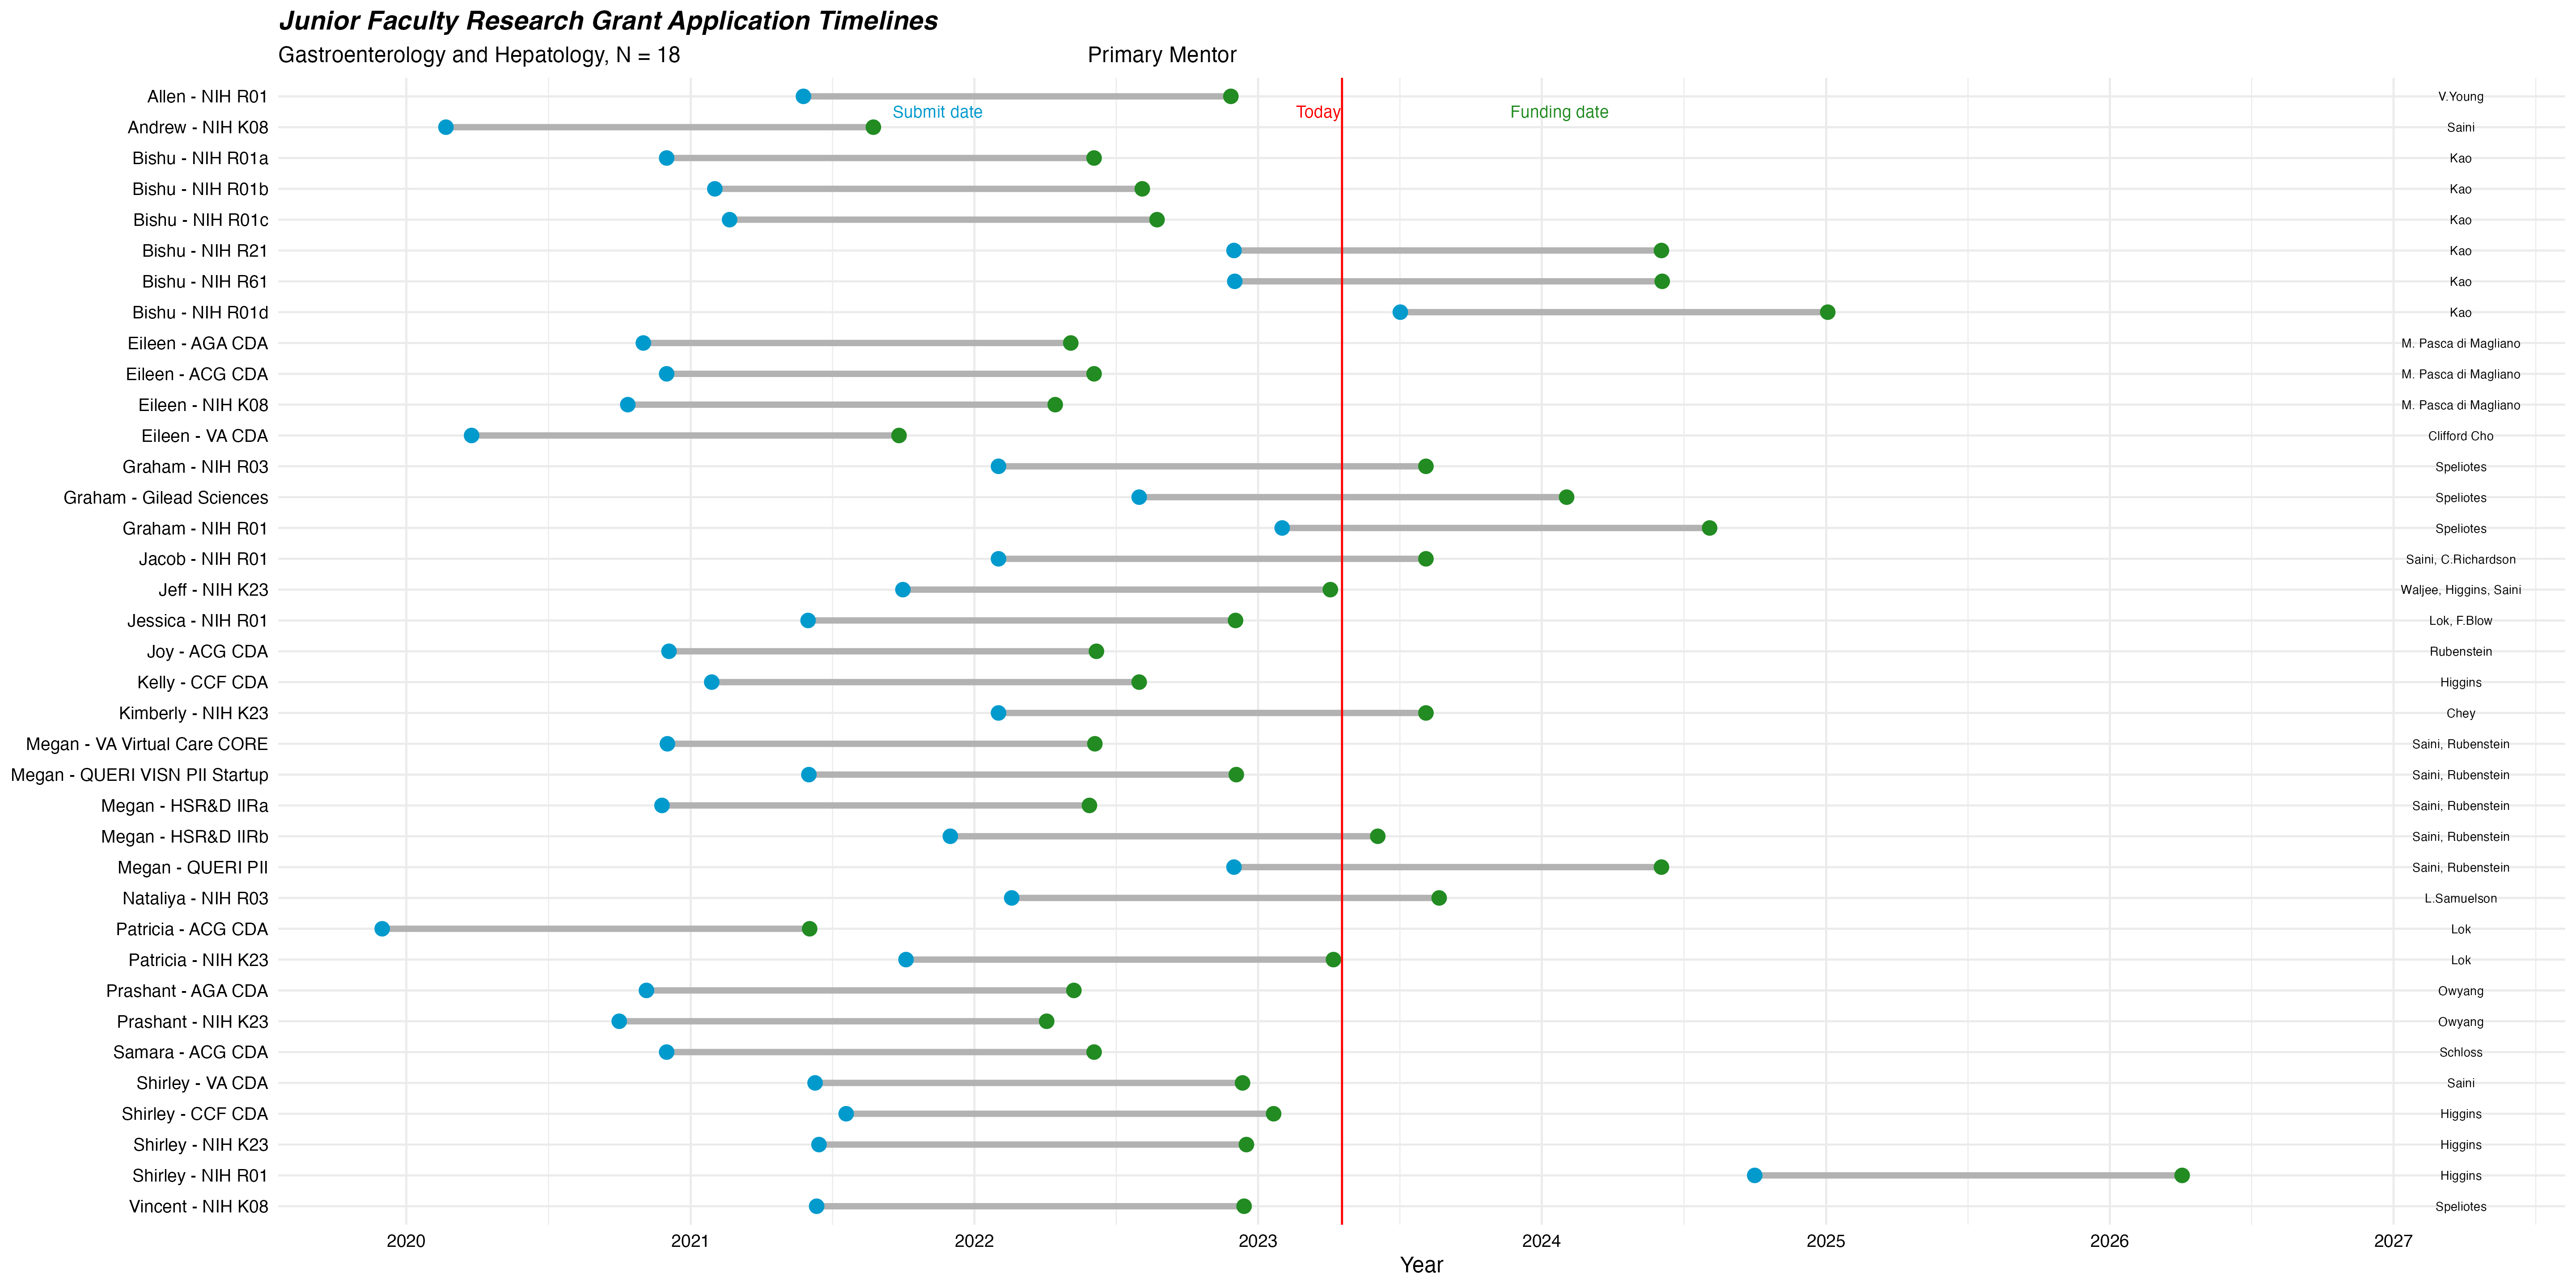 Junior Faculty Research Grant Application Timelines
Gastroenterology and Hepatology, N = 18 Primary Mentor
Allen - NIH R01 V.Young
Submit date Today Funding date
Andrew - NIH K08 Saini
Bishu - NIH R01a Kao
Bishu - NIH R01b Kao
Bishu - NIH R01c Kao
Bishu - NIH R21 Kao
Bishu - NIH R61 Kao
Bishu - NIH R01d Kao
Eileen - AGA CDA M. Pasca di Magliano
Eileen - ACG CDA M. Pasca di Magliano
Eileen - NIH K08 M. Pasca di Magliano
Eileen - VA CDA Clifford Cho
Graham - NIH R03 Speliotes
Graham - Gilead Sciences Speliotes
Graham - NIH R01 Speliotes
Jacob - NIH R01 Saini, C.Richardson
Jeff - NIH K23 Waljee, Higgins, Saini
Jessica - NIH R01 Lok, F.Blow
Joy - ACG CDA Rubenstein
Kelly - CCF CDA Higgins
Kimberly - NIH K23 Chey
Megan - VA Virtual Care CORE Saini, Rubenstein
Megan - QUERI VISN PII Startup Saini, Rubenstein
Megan - HSR&D IIRa Saini, Rubenstein
Megan - HSR&D IIRb Saini, Rubenstein
Megan - QUERI PII Saini, Rubenstein
Nataliya - NIH R03 L.Samuelson
Patricia - ACG CDA Lok
Patricia - NIH K23 Lok
Prashant - AGA CDA Owyang
Prashant - NIH K23 Owyang
Samara - ACG CDA Schloss
Shirley - VA CDA Saini
Shirley - CCF CDA Higgins
Shirley - NIH K23 Higgins
Shirley - NIH R01 Higgins
Vincent - NIH K08 Speliotes
2020 2021 2022 2023 2024 2025 2026 2027
Year